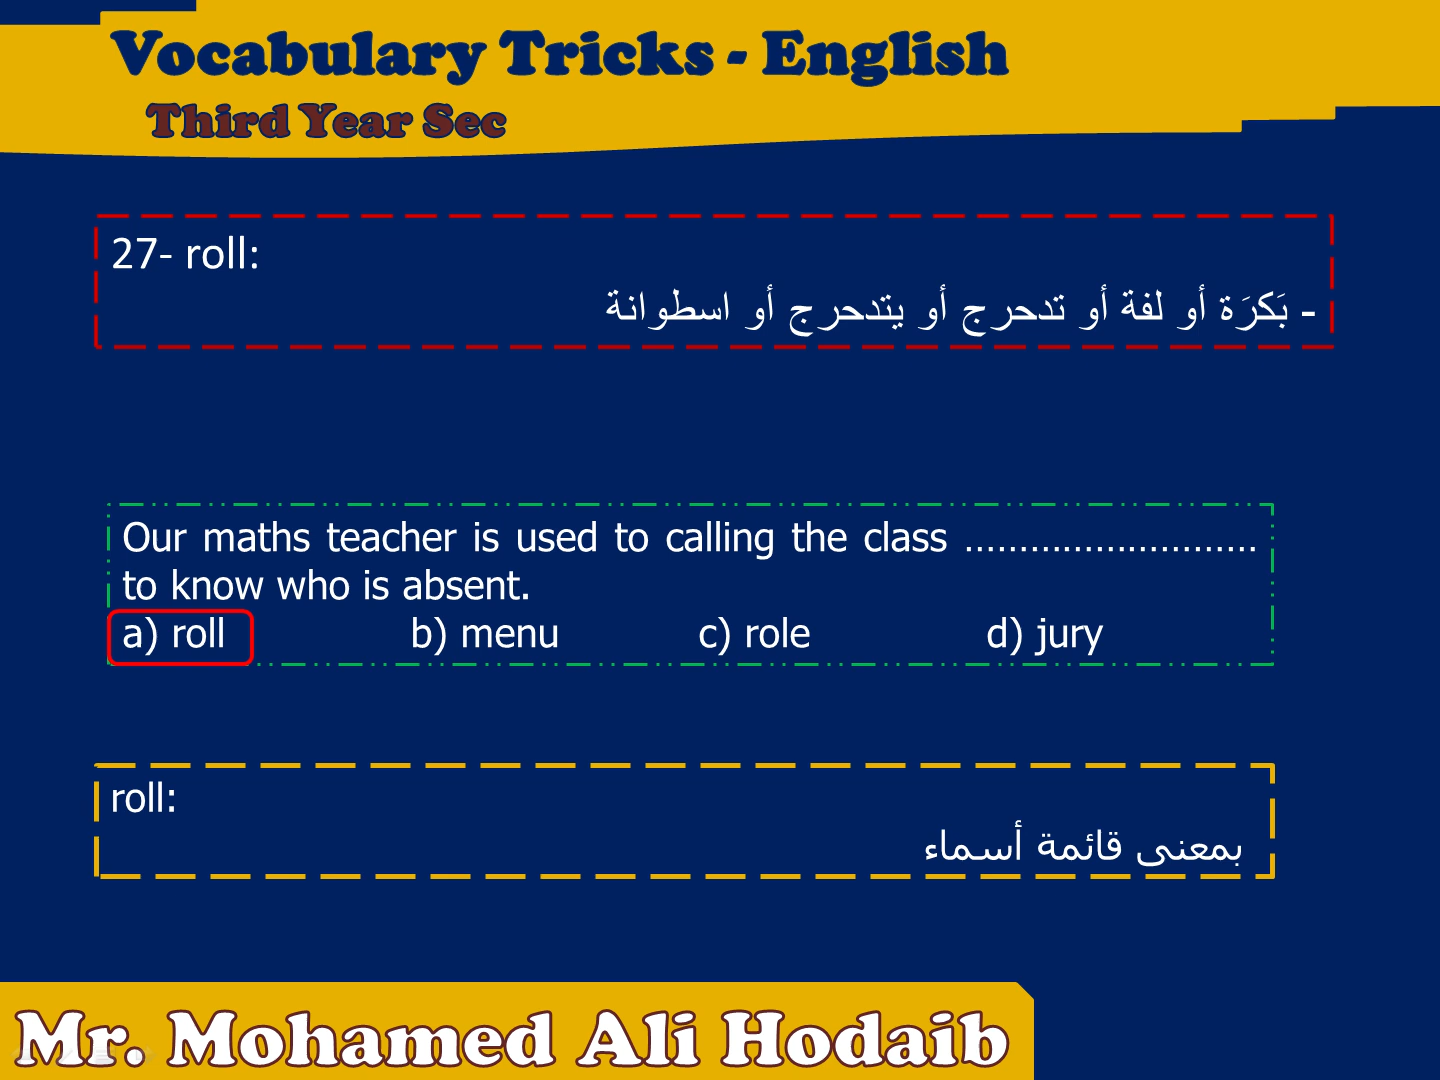 Vocabulary Tricks - English
Third Year Sec
27- roll:
- بَكرَة أو لفة أو تدحرج أو يتدحرج أو اسطوانة
Our maths teacher is used to calling the class ………………………
to know who is absent.
a) roll b) menu c) role d) jury
roll:
بمعنى قائمة أسماء
Mr. Mohamed Ali Hodaib